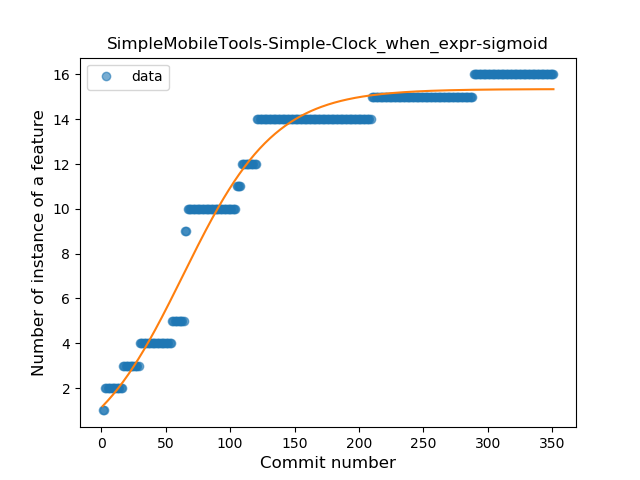 SimpleMobileTools-Simple-Clock_when_expr-sigmoid
data
Number of instance of a feature
16
14
12
10
8
6
4
2
0 50 100 150 200 250 300 350
Commit number